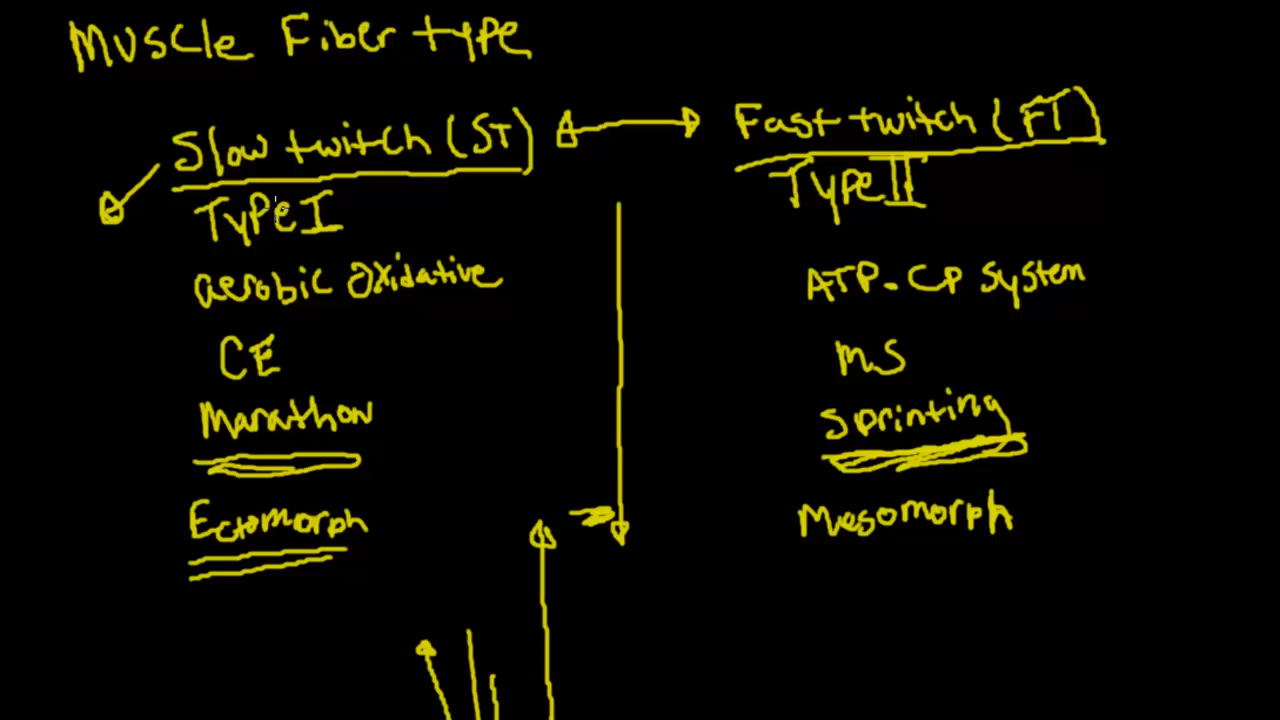 Muscle Fiber type
Slow twitch (ST)
Type I
aerobic oxidative
CE
Marathon
Ectomorph
Fast twitch (FT)
Type II
ATP-CP system
MS
Sprinting
Mesomorph